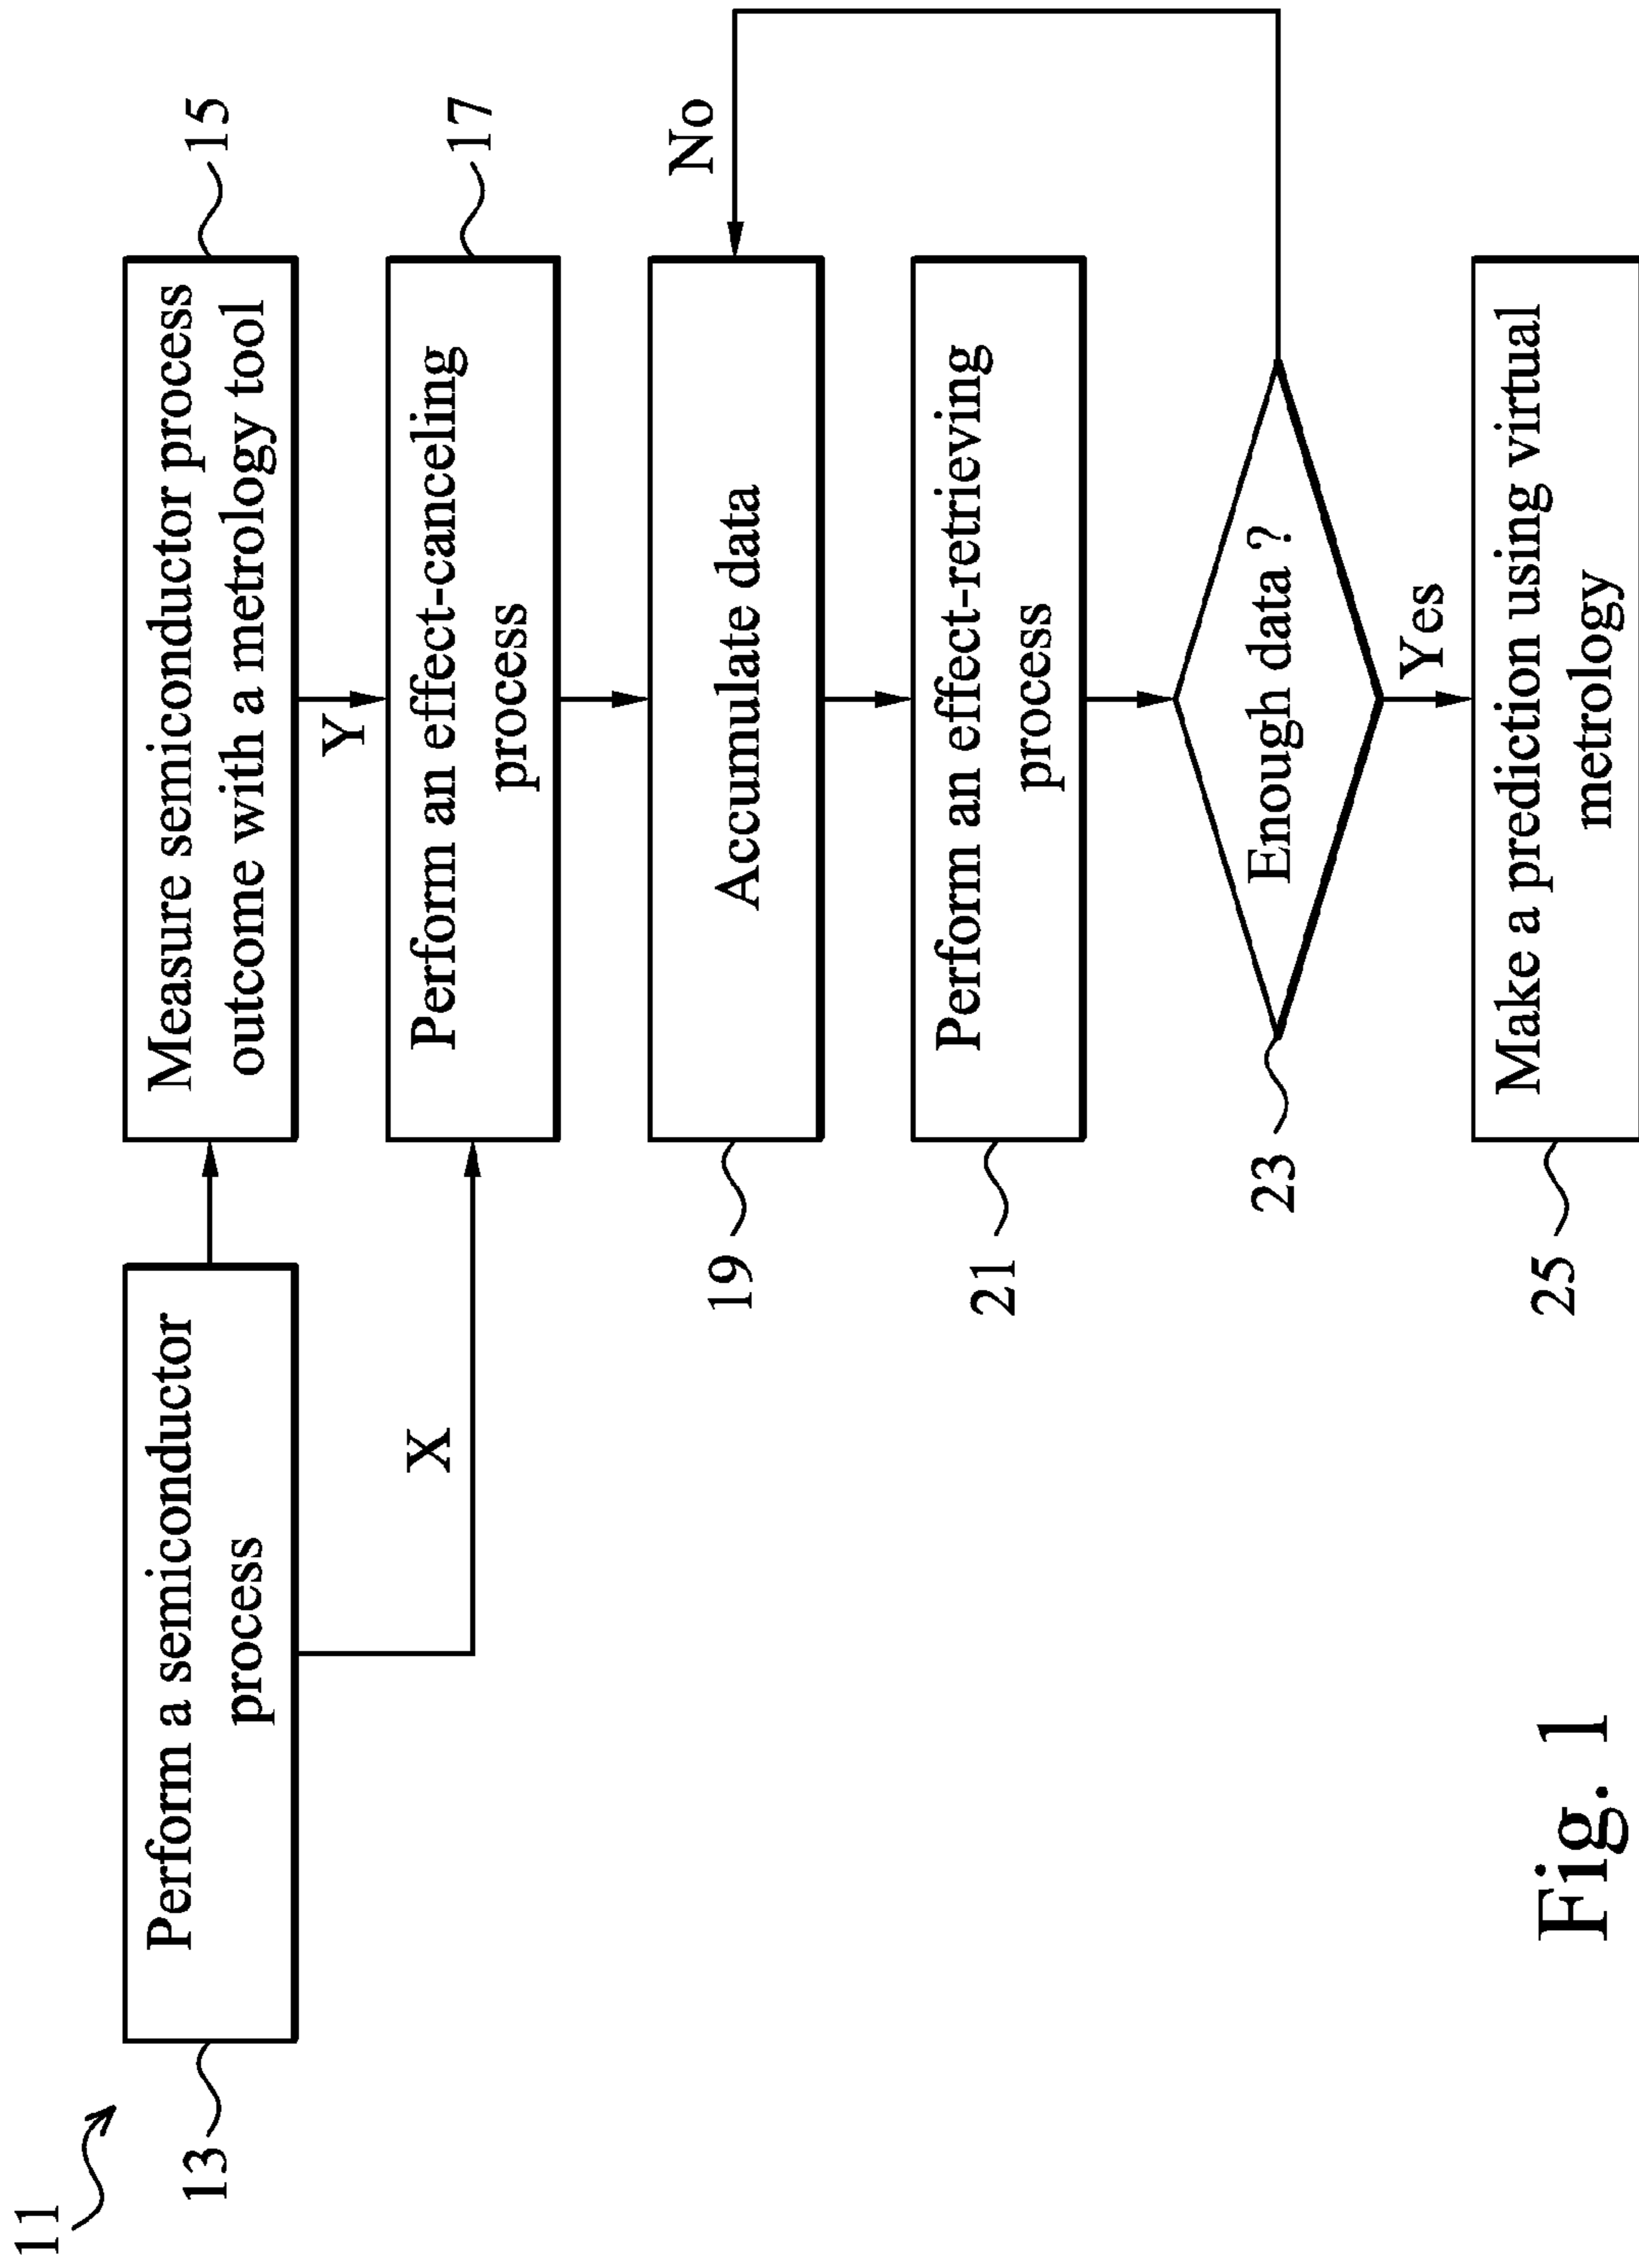 11
13
Perform a semiconductor
process
15
Measure semiconductor process
outcome with a metrology tool
X
Y
17
Perform an effect-canceling
process
19
Accumulate data
No
21
Perform an effect-retrieving
process
23
Enough data ?
Yes
25
Make a prediction using virtual
metrology
Fig. 1